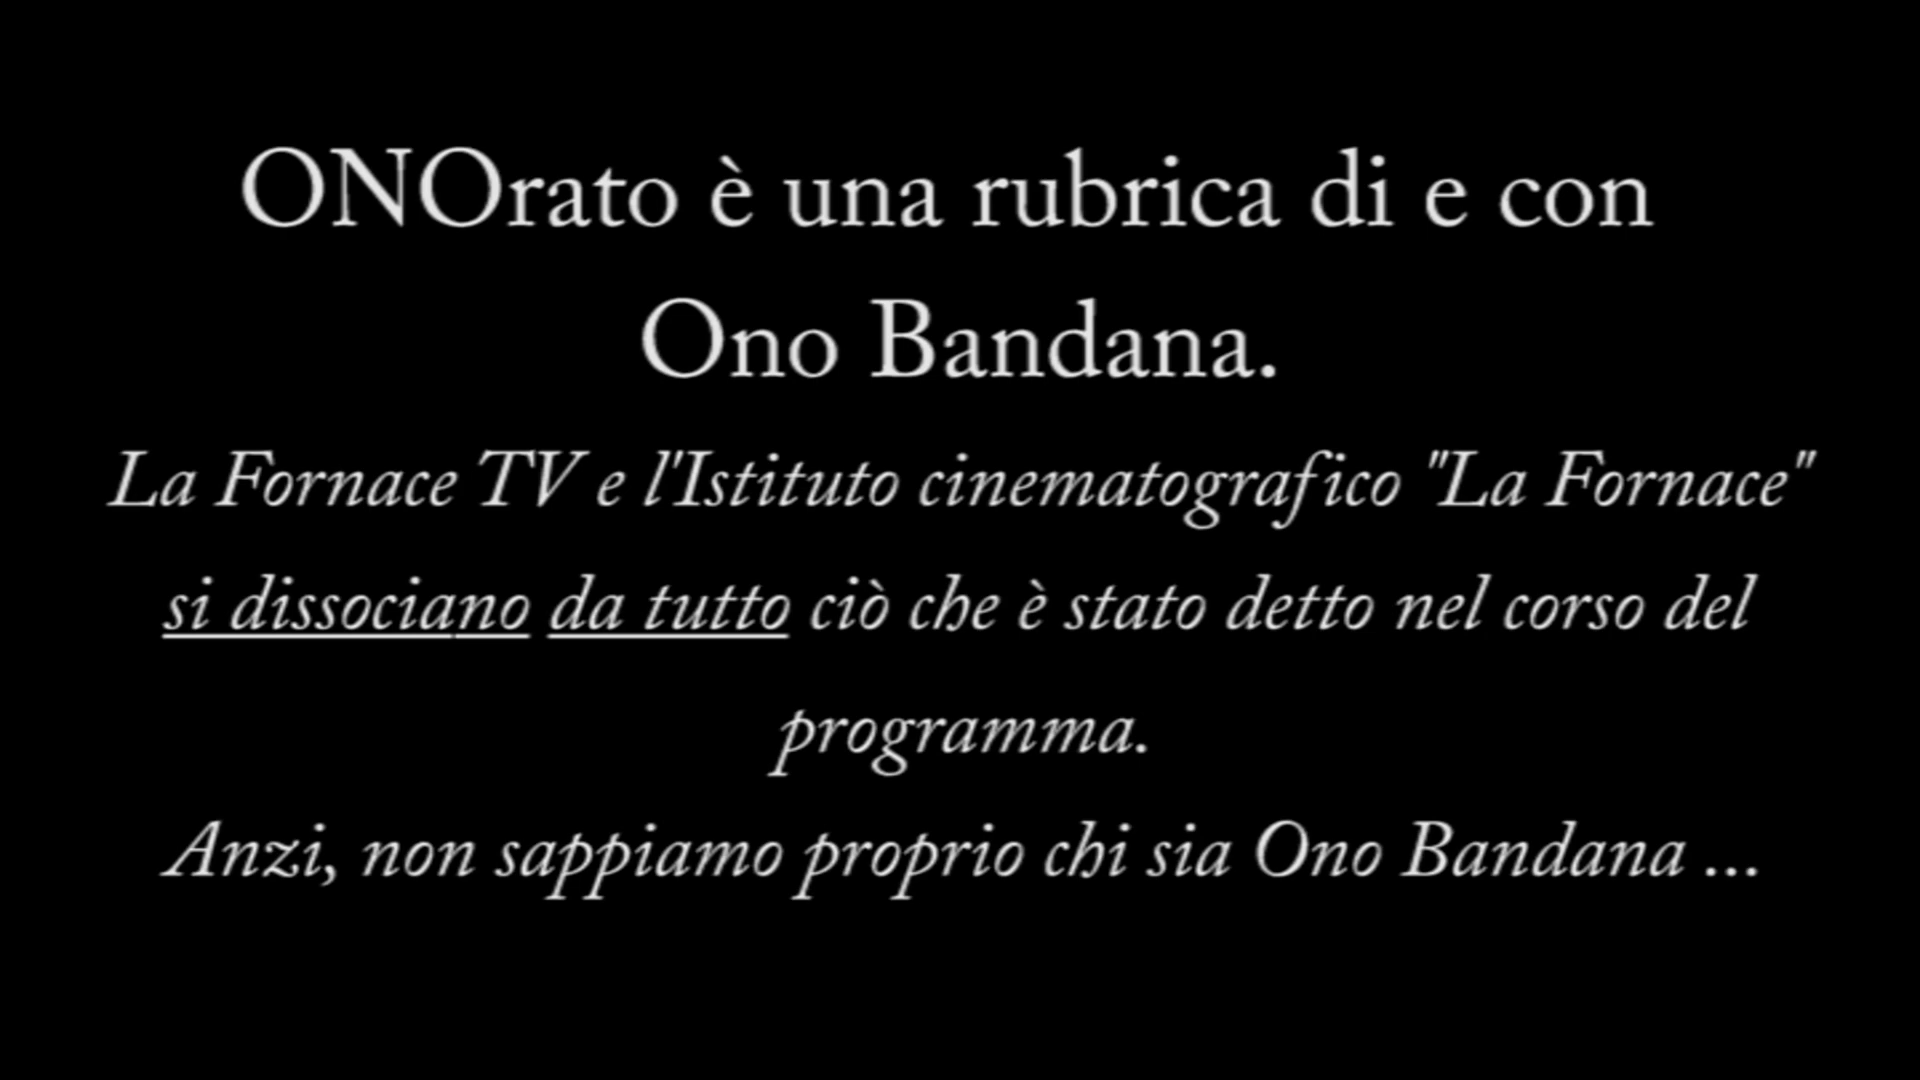 ONOrato è una rubrica di e con
Ono Bandana.
La Fornace TV e l'Istituto cinematografico "La Fornace"
si dissociano da tutto ciò che è stato detto nel corso del
programma.
Anzi, non sappiamo proprio chi sia Ono Bandana ...